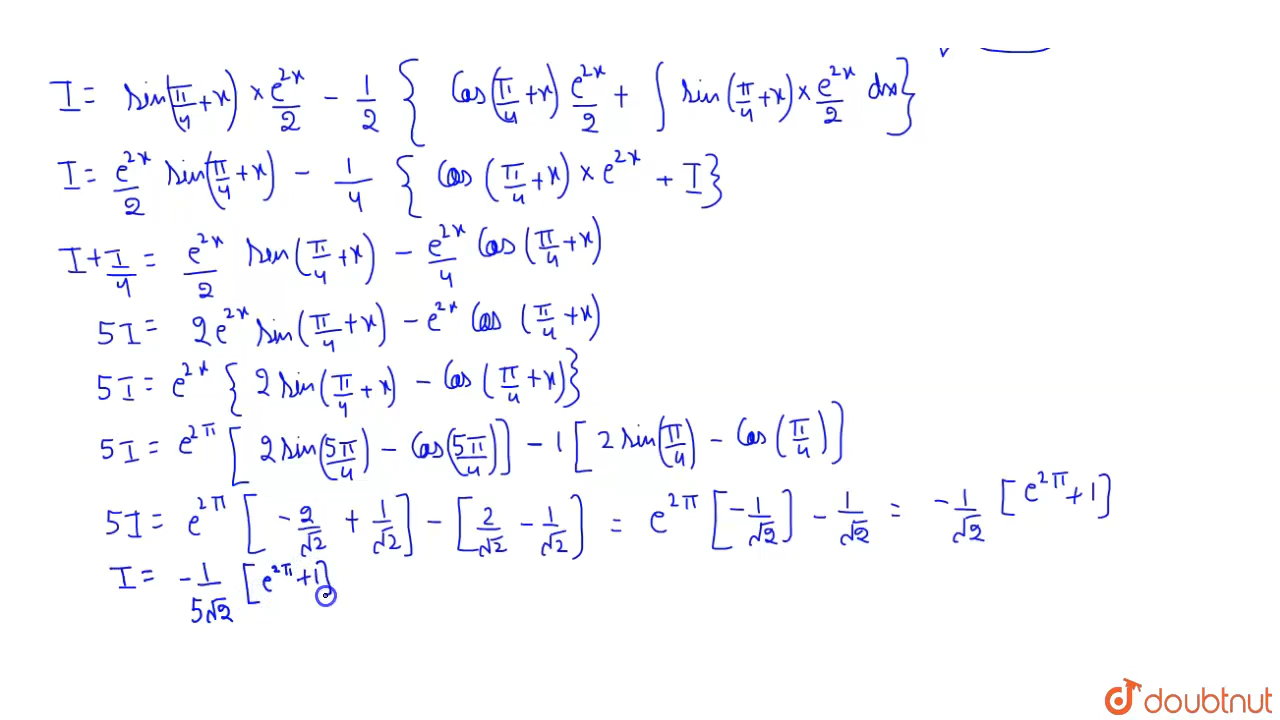 I = sin(π/4 + x) × e^2x/2 - 1/2 { Cos(π/4 + x) e^2x/2 + ∫ sin(π/4 + x) × e^2x/2 dx}
I = e^2x/2 sin(π/4 + x) - 1/4 { Cos (π/4 + x) × e^2x + I}
I + I/4 = e^2x/2 sin(π/4 + x) - e^2x/4 Cos(π/4 + x)
5I = 2e^2x sin(π/4 + x) - e^2x Cos (π/4 + x)
5I = e^2x { 2 sin(π/4 + x) - Cos (π/4 + x)}
5I = e^2π [ 2 sin(5π/4) - Cos(5π/4)] - 1 [ 2 sin(π/4) - Cos (π/4)]
5I = e^2π [ -2/√2 + 1/√2] - [2/√2 - 1/√2] = e^2π [-1/√2] - 1/√2 = -1/√2 [e^2π + 1]
I = -1/5√2 [e^2π + 1]
doubtnut